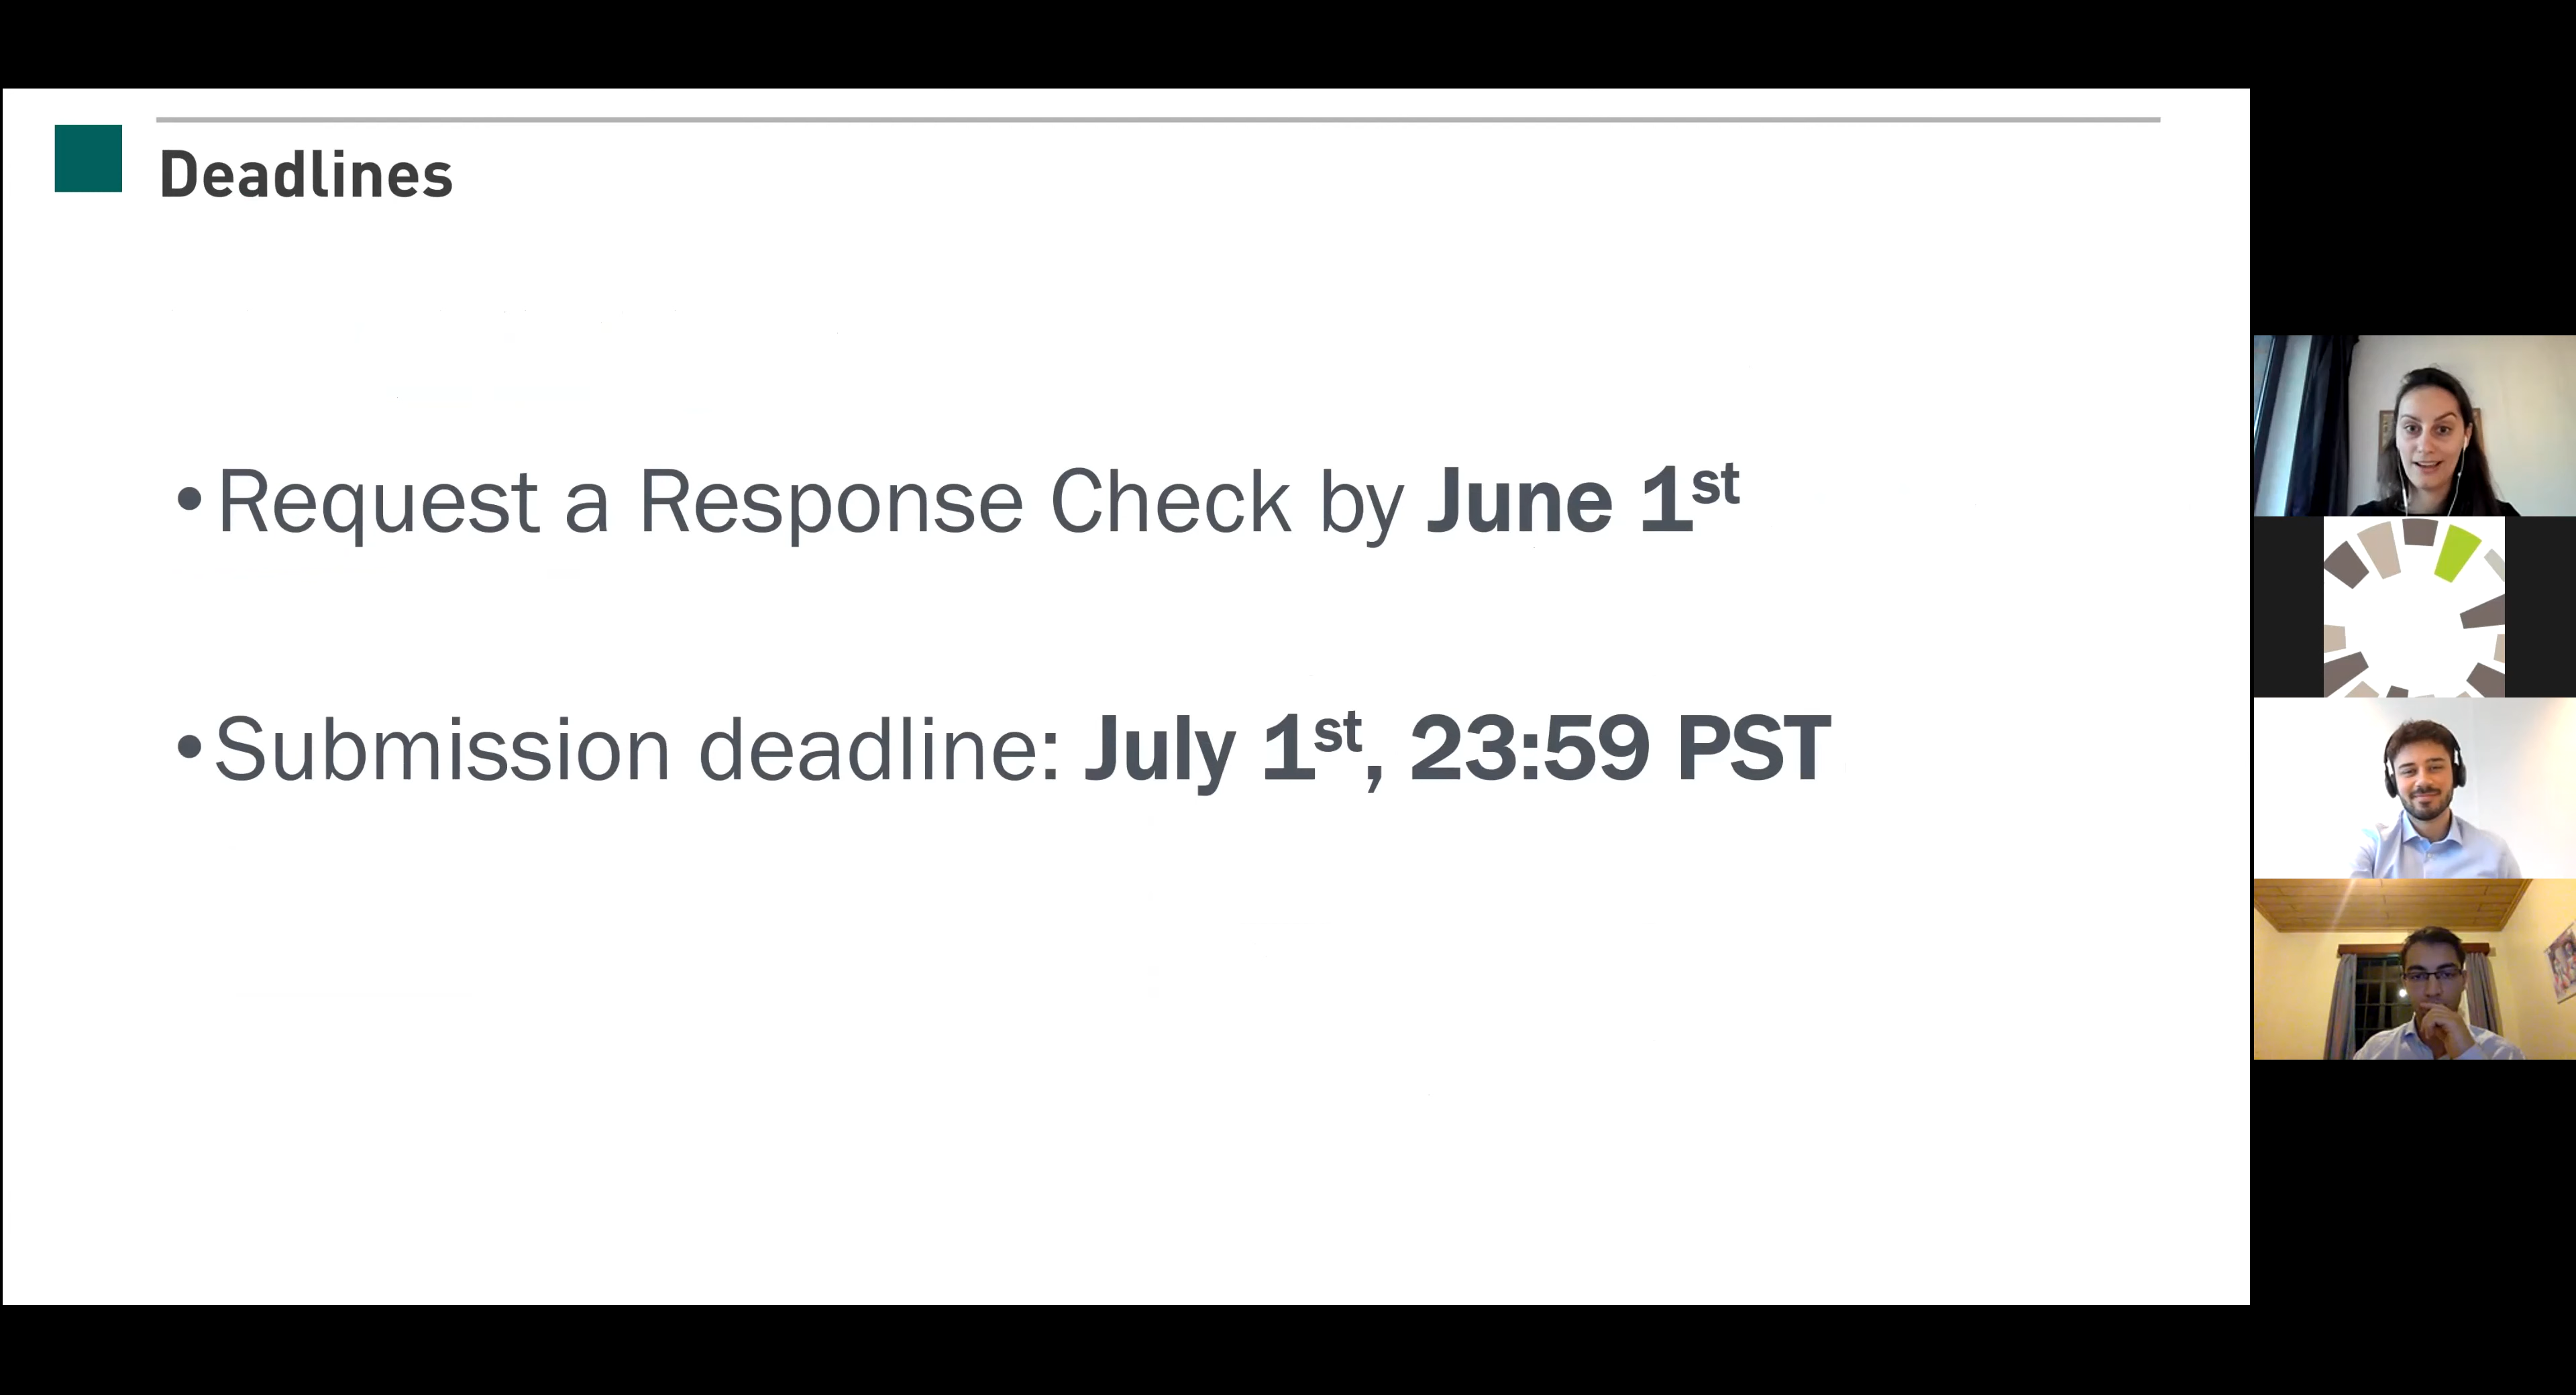 Deadlines
•Request a Response Check by June 1st
•Submission deadline: July 1st, 23:59 PST